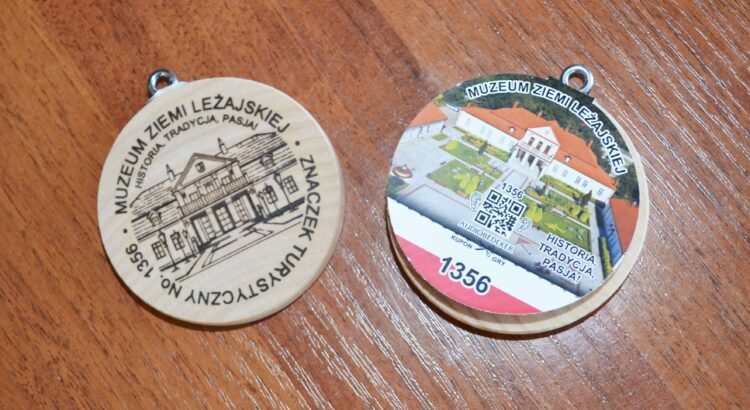 MUZEUM ZIEMI LEŻAJSKIEJ •
HISTORIA, TRADYCJA, PASJA!
ZNACZEK TURYSTYCZNY No 1356 •
MUZEUM ZIEMI LEŻAJSKIEJ
1356
AUDIOBEDEKER
KUPON GRY
1356
HISTORIA
TRADYCJA,
PASJA!